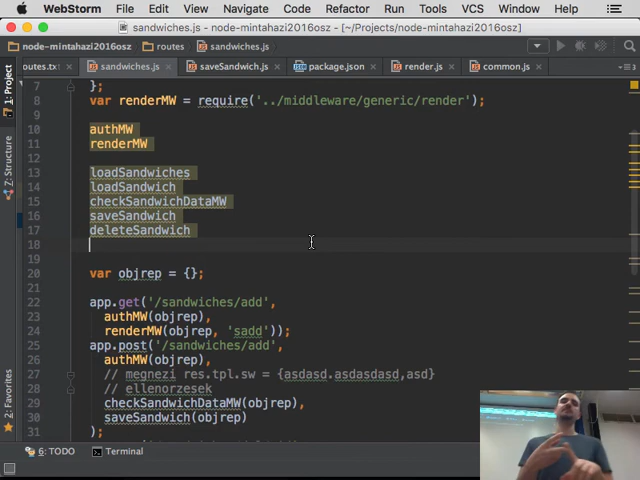 WebStorm File Edit View Navigate Code Refactor Run Tools VCS Window Help
sandwiches.js - node-mintahazi2016osz - [~/Projects/node-mintahazi2016osz]
node-mintahazi2016osz routes sandwiches.js
outes.txt × sandwiches.js × saveSandwich.js × package.json × render.js × common.js × 3
1: Project
7: Structure
2: Favorites
7 };
8 var renderMW = require('../middleware/generic/render');
9
10 authMW
11 renderMW
12
13 loadSandwiches
14 loadSandwich
15 checkSandwichDataMW
16 saveSandwich
17 deleteSandwich
18
19
20 var objrep = {};
21
22 app.get('/sandwiches/add',
23 authMW(objrep),
24 renderMW(objrep, 'sadd'));
25 app.post('/sandwiches/add',
26 authMW(objrep),
27 // megnezi res.tpl.sw = {asdasd.asdasdasd,asd}
28 // ellenorzesek
29 checkSandwichDataMW(objrep),
30 saveSandwich(objrep)
31 );
6: TODO Terminal